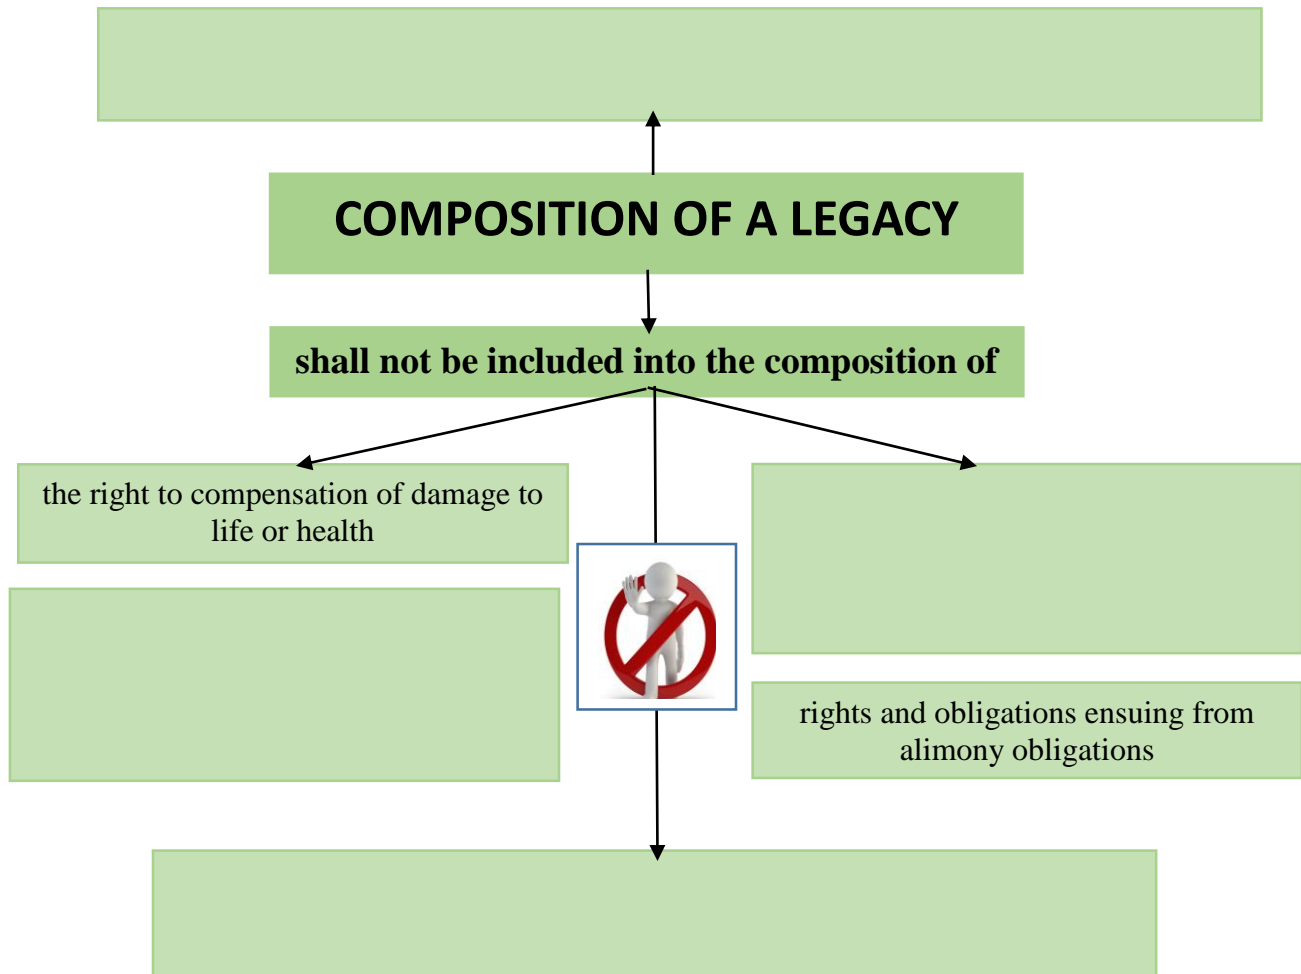 COMPOSITION OF A LEGACY
shall not be included into the composition of
the right to compensation of damage to
life or health
rights and obligations ensuing from
alimony obligations